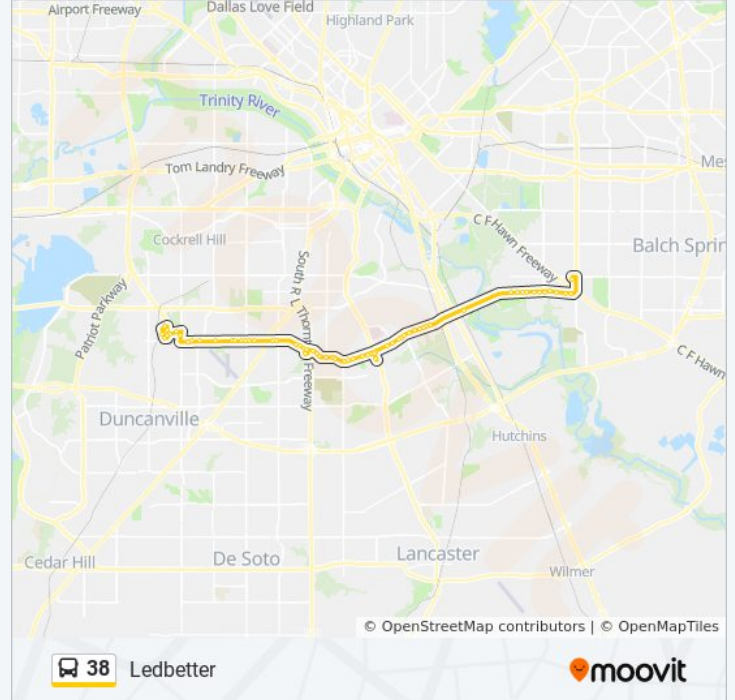 Airport Freeway
Dallas Love Field
Highland Park
Trinity River
Tom Landry Freeway
Mes
C F Hawn Freeway
Cockrell Hill
Balch Sprin
South R L Thorn
Freeway
Patriot Parkway
C F Hawn
Duncanville
Hutchins
De Soto
Lancaster
Cedar Hill
Wilmer
© OpenStreetMap contributors | © OpenMapTiles
38 Ledbetter
moovit